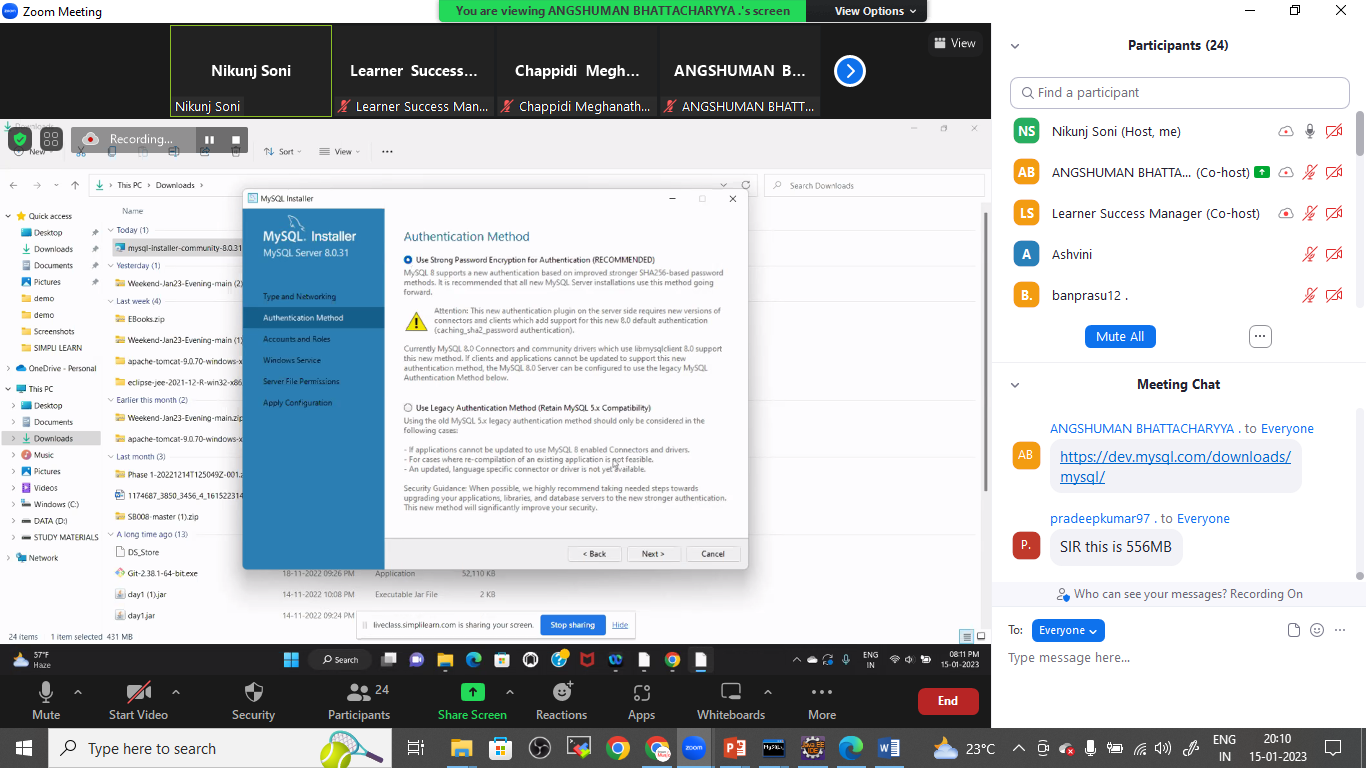 Zoom Meeting
You are viewing ANGSHUMAN BHATTACHARYYA .'s screen
View Options
Nikunj Soni
Nikunj Soni
Learner Success...
Learner Success Man...
Chappidi Megh...
Chappidi Meghanath...
ANGSHUMAN B...
ANGSHUMAN BHATT...
View
Recording...
New
Sort
View
This PC
Downloads
Search Downloads
Quick access
Desktop
Downloads
Documents
Pictures
demo
demo
Screenshots
SIMPLI LEARN
OneDrive - Personal
This PC
Desktop
Documents
Downloads
Music
Pictures
Videos
Windows (C:)
DATA (D:)
STUDY MATERIALS
Network
Name
Today (1)
mysql-installer-community-8.0.31
Yesterday (1)
Weekend-Jan23-Evening-main (2)
Last week (4)
EBooks.zip
Weekend-Jan23-Evening-main (1)
apache-tomcat-9.0.70-windows-x
eclipse-jee-2021-12-R-win32-x86
Earlier this month (2)
Weekend-Jan23-Evening-main.zip
apache-tomcat-9.0.70-windows-x
Last month (3)
Phase 1-20221214T125049Z-001.z
1174687_3850_3456_4_161522314
SB008-master (1).zip
A long time ago (13)
DS_Store
Git-2.38.1-64-bit.exe
18-11-2022 09:26 PM
Application
52,110 KB
day1 (1).jar
14-11-2022 10:08 PM
Executable Jar File
2 KB
day1.jar
14-11-2022 09:24 PM
24 items
1 item selected 431 MB
MySQL Installer
MySQL. Installer
MySQL Server 8.0.31
Type and Networking
Authentication Method
Accounts and Roles
Windows Service
Server File Permissions
Apply Configuration
Authentication Method
Use Strong Password Encryption for Authentication (RECOMMENDED)
MySQL 8 supports a new authentication based on improved stronger SHA256-based password
methods. It is recommended that all new MySQL Server installations use this method going
forward.
Attention: This new authentication plugin on the server side requires new versions of
connectors and clients which add support for this new 8.0 default authentication
(caching_sha2_password authentication).
Currently MySQL 8.0 Connectors and community drivers which use libmysqlclient 8.0 support
this new method. If clients and applications cannot be updated to support this new
authentication method, the MySQL 8.0 Server can be configured to use the legacy MySQL
Authentication Method below.
Use Legacy Authentication Method (Retain MySQL 5.x Compatibility)
Using the old MySQL 5.x legacy authentication method should only be considered in the
following cases:
- If applications cannot be updated to use MySQL 8 enabled Connectors and drivers.
- For cases where re-compilation of an existing application is not feasible.
- An updated, language specific connector or driver is not yet available.
Security Guidance: When possible, we highly recommend taking needed steps towards
upgrading your applications, libraries, and database servers to the new stronger authentication.
This new method will significantly improve your security.
< Back
Next >
Cancel
liveclass.simplilearn.com is sharing your screen.
Stop sharing
Hide
57°F
Haze
Search
ENG
IN
08:11 PM
15-01-2023
Mute
Start Video
Security
24
Participants
Share Screen
Reactions
Apps
Whiteboards
More
End
Participants (24)
Find a participant
NS
Nikunj Soni (Host, me)
AB
ANGSHUMAN BHATTA... (Co-host)
LS
Learner Success Manager (Co-host)
A
Ashvini
B.
banprasu12 .
Mute All
Meeting Chat
ANGSHUMAN BHATTACHARYYA . to Everyone
AB
https://dev.mysql.com/downloads/
mysql/
pradeepkumar97 . to Everyone
P.
SIR this is 556MB
Who can see your messages? Recording On
To:
Everyone
Type message here...
Type here to search
zoom
23°C
ENG
IN
20:10
15-01-2023